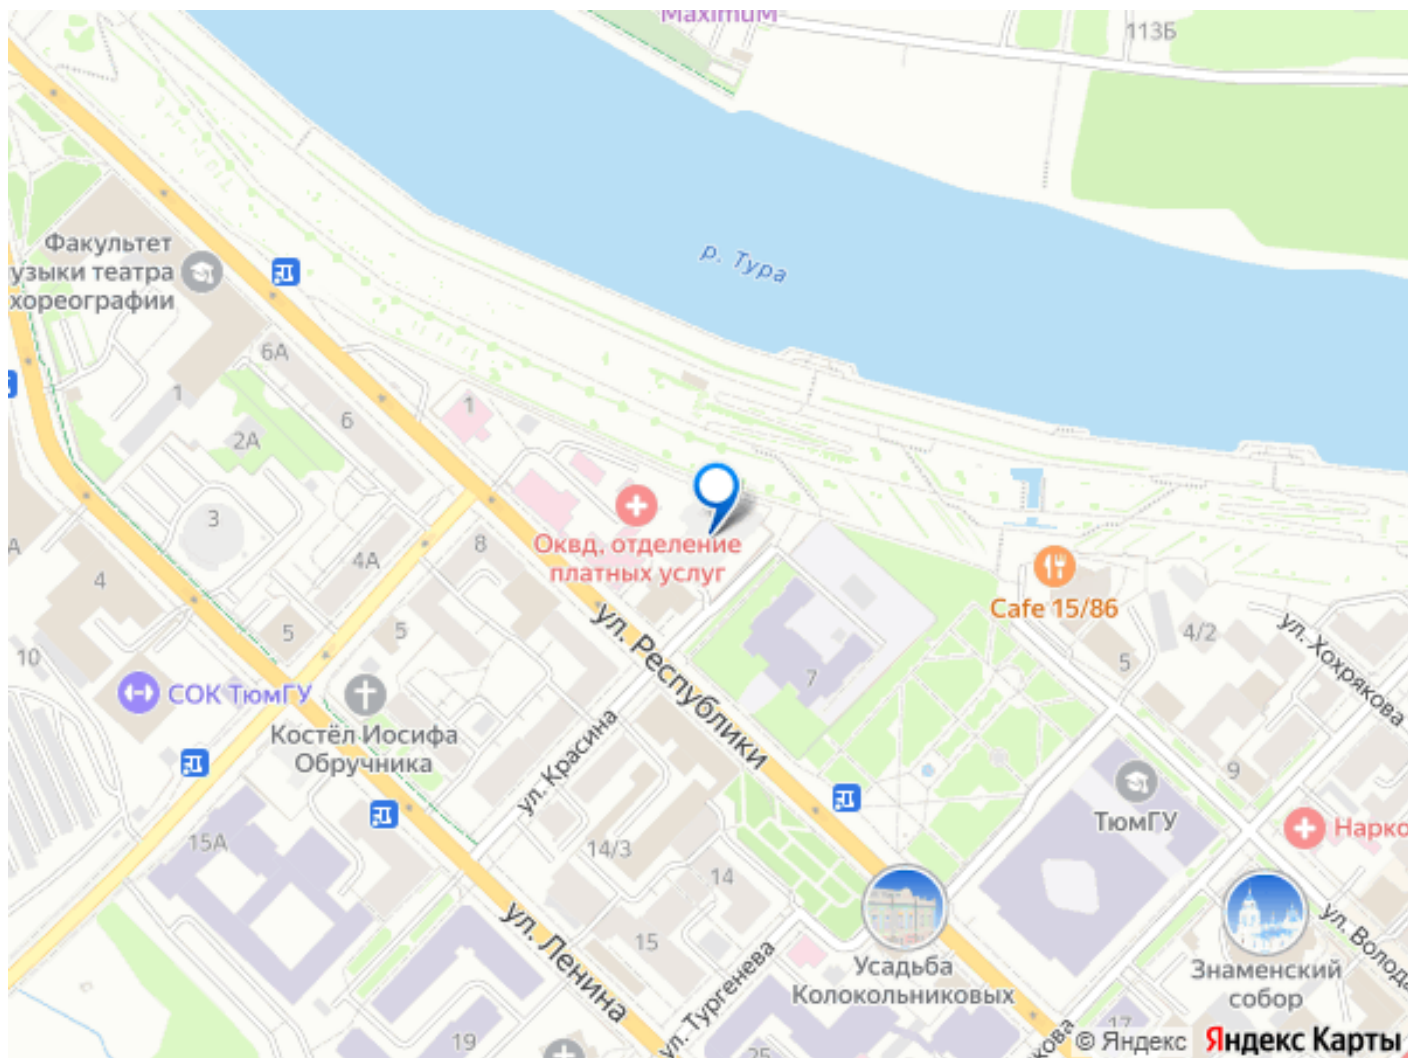 MaximuM
113Б
р. Тура
Факультет
узыки театра
хореографии
6А
1
6
1
2А
3
8
4А
4
5
5
10
Оквд, отделение
платных услуг
Cafe 15/86
4/2
5
ул. Хохрякова
ул. Республики
7
СОК ТюмГУ
Костёл Иосифа
Обручника
ул. Красина
9
ТюмГУ
Нарко
15А
14/3
14
15
ул. Ленина
ул. Тургенева
Усадьба
Колокольниковых
Знаменский
собор
ул. Волода
19
25
17
кова
© Яндекс Яндекс Карты